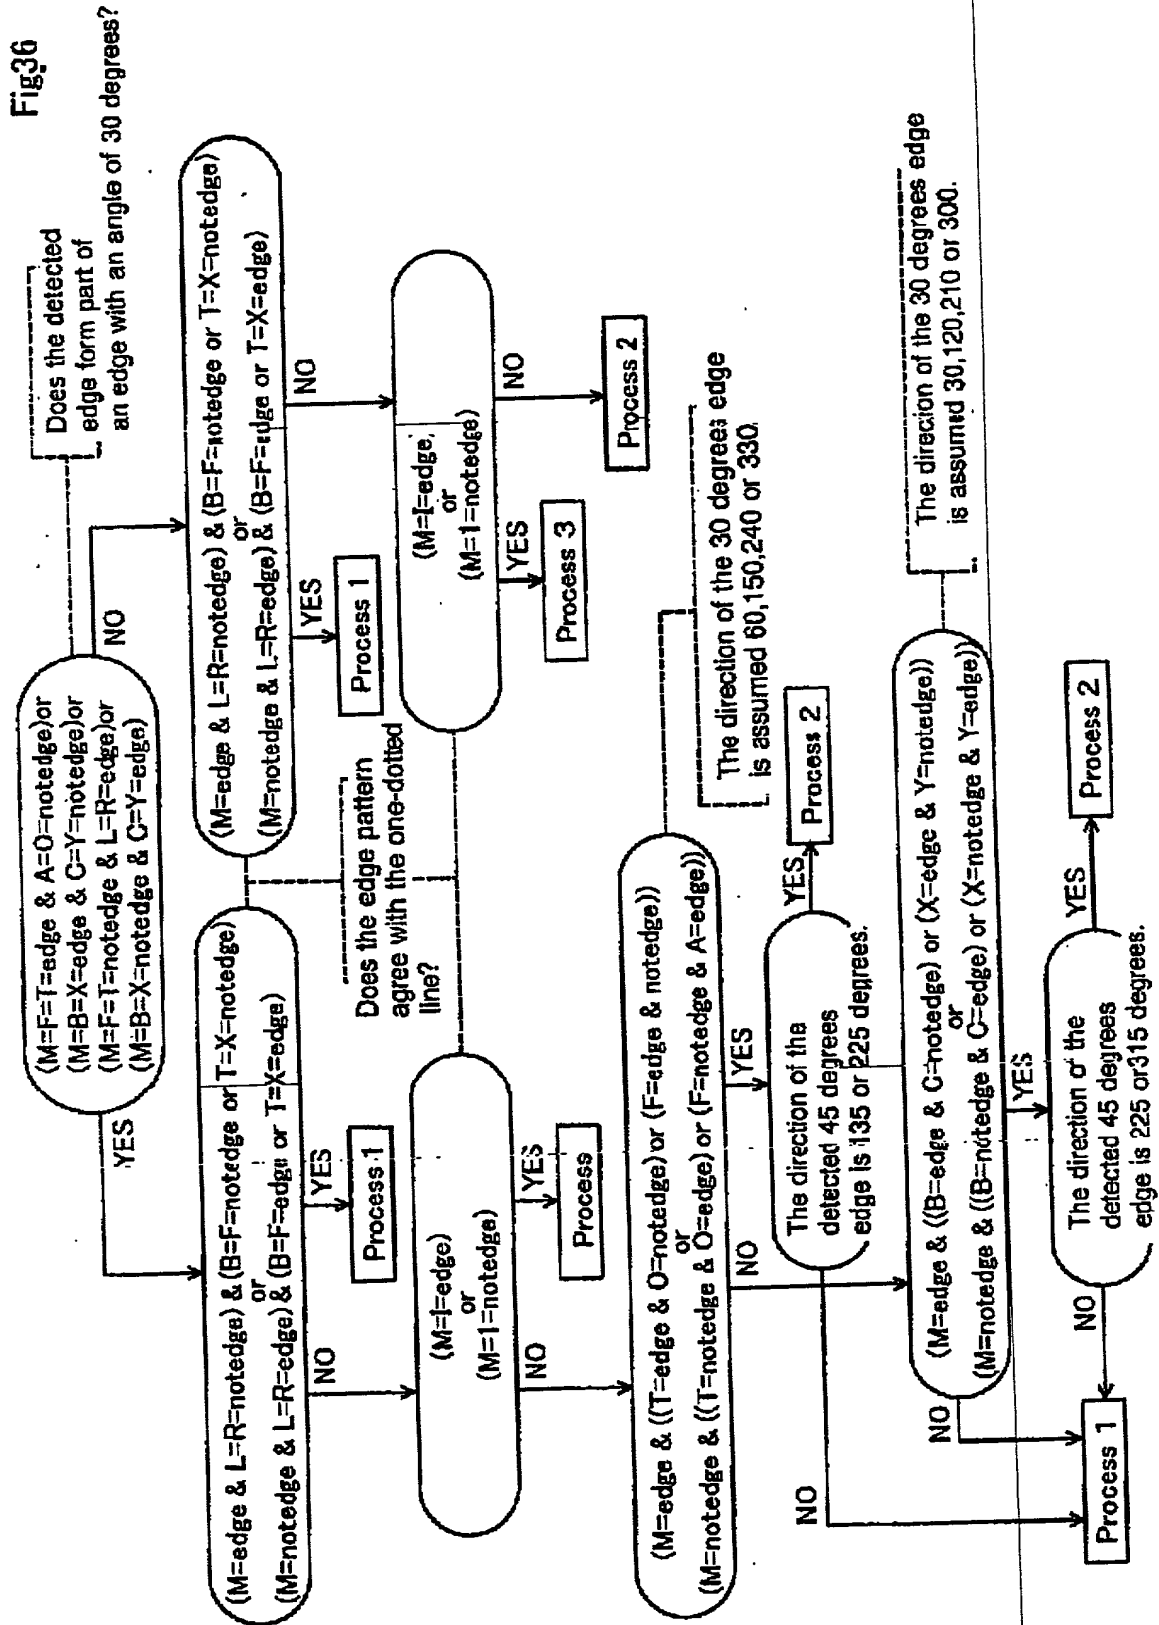 Fig36
Does the detected
edge form part of
an edge with an angle of 30 degrees?
(M=F=T=edge & A=O=notedge)or
(M=B=X=edge & C=Y=notedge)or
(M=F=T=notedge & L=R=edge)or
(M=B=X=notedge & C=Y=edge)
YES
NO
(M=edge & L=R=notedge) & (B=F=notedge or T=X=notedge)
or
(M=notedge & L=R=edge) & (B=F=edge or T=X=edge)
(M=edge & L=R=notedge) & (B=F=notedge or T=X=notedge)
or
(M=notedge & L=R=edge) & (B=F=edge or T=X=edge)
NO
YES
YES
NO
Process 1
Process 1
Does the edge pattern
agree with the one-dotted
line?
(M=I=edge)
or
(M=1=notedge)
(M=I=edge)
or
(M=1=notedge)
NO
YES
YES
NO
Process
Process 3
Process 2
(M=edge & ((T=edge & O=notedge) or (F=edge & notedge))
or
(M=notedge & ((T=notedge & O=edge) or (F=notedge & A=edge))
The direction of the 30 degrees edge
is assumed 60,150,240 or 330.
NO
YES
The direction of the
detected 45 degrees
edge is 135 or 225 degrees.
YES
Process 2
NO
(M=edge & ((B=edge & C=notedge) or (X=edge & Y=notedge))
or
(M=notedge & ((B=notedge & C=edge) or (X=notedge & Y=edge))
The direcion of the 30 degrees edge
is assumed 30,120,210 or 300.
NO
YES
The direction of the
detected 45 degrees
edge is 225 or315 degrees.
YES
Process 2
NO
Process 1